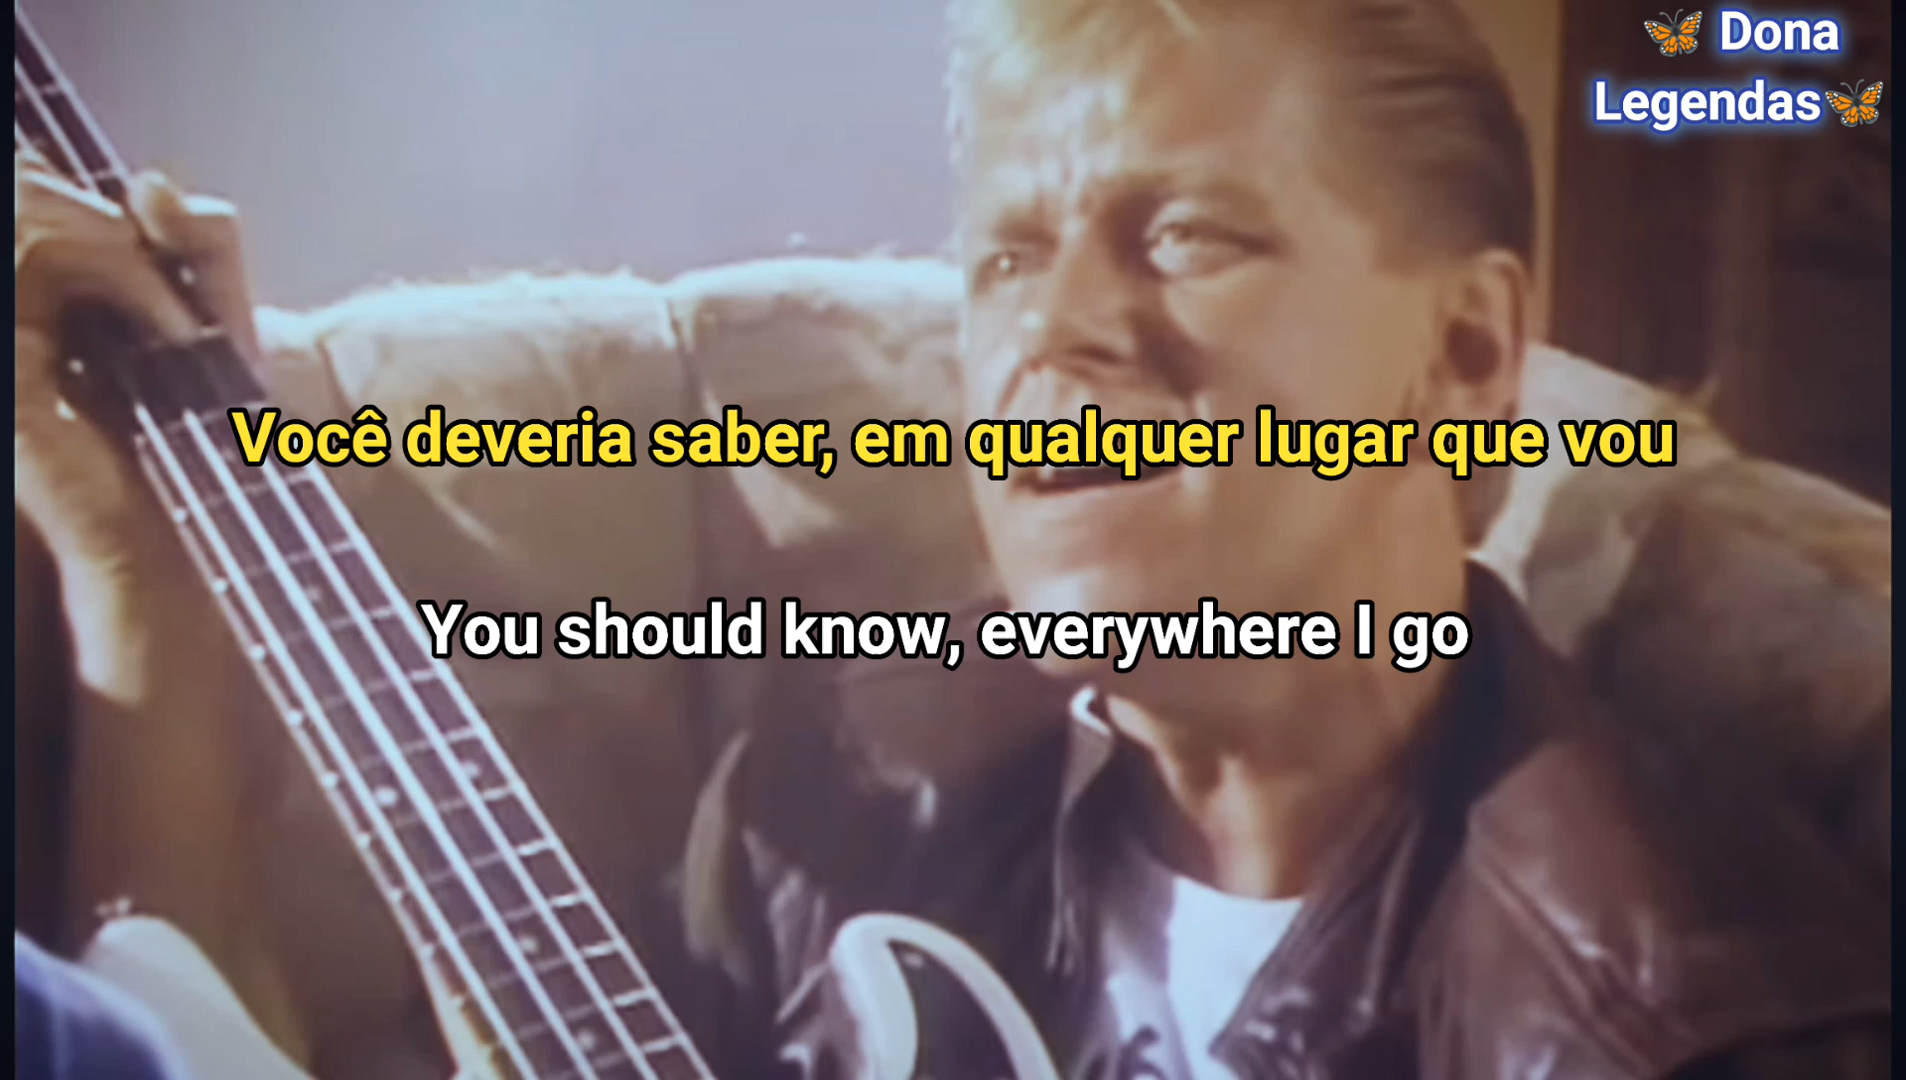 🦋 Dona
Legendas🦋
Você deveria saber, em qualquer lugar que vou
You should know, everywhere I go